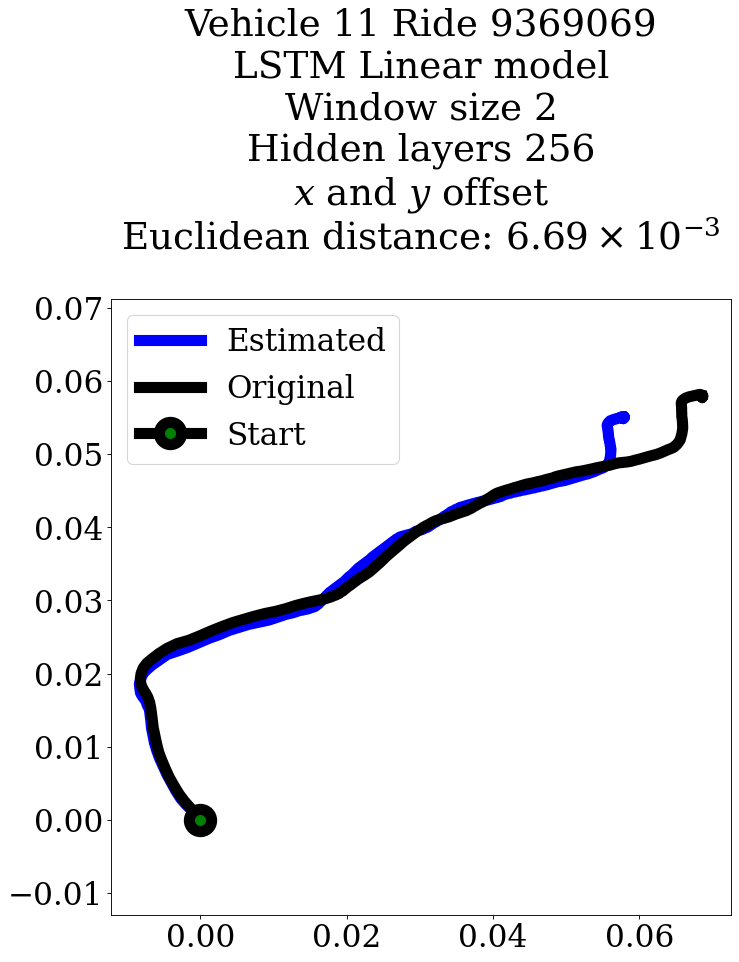 Vehicle 11 Ride 9369069
LSTM Linear model
Window size 2
Hidden layers 256
x and y offset
Euclidean distance: 6.69 × 10⁻³
0.07
0.06
0.05
0.04
0.03
0.02
0.01
0.00
−0.01
Estimated
Original
Start
0.00 0.02 0.04 0.06